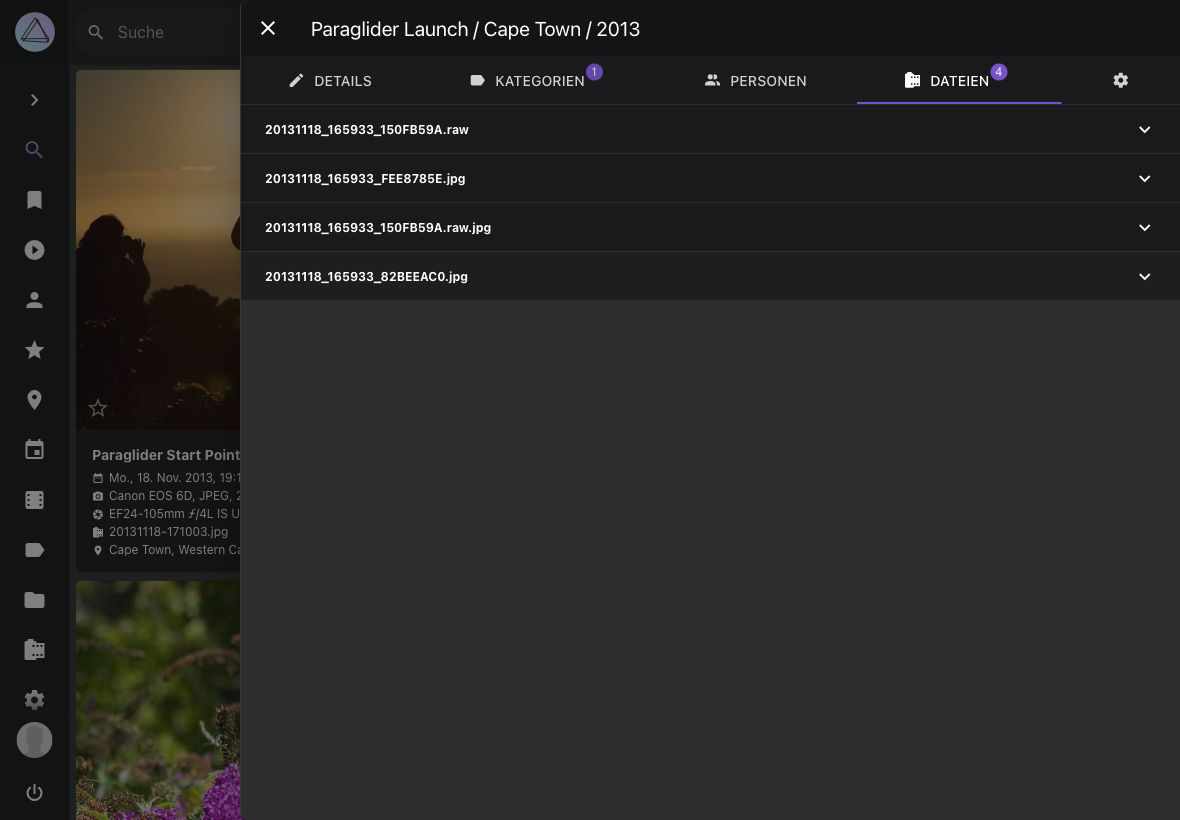 Suche
Paraglider Launch / Cape Town / 2013
DETAILS
KATEGORIEN 1
PERSONEN
DATEIEN 4
20131118_165933_150FB59A.raw
20131118_165933_FEE8785E.jpg
20131118_165933_150FB59A.raw.jpg
20131118_165933_82BEEAC0.jpg
Paraglider Start Point
Mo., 18. Nov. 2013, 19:1
Canon EOS 6D, JPEG, 2
EF24-105mm ƒ/4L IS U
20131118-171003.jpg
Cape Town, Western Ca